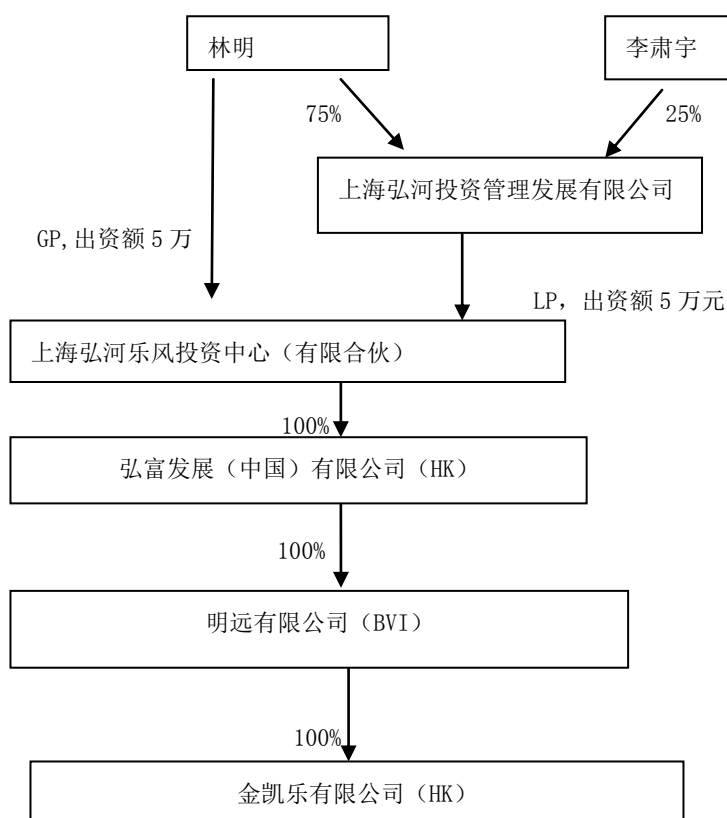 林明
李肃宇
75%
25%
上海弘河投资管理发展有限公司
GP,出资额 5 万
LP，出资额 5 万元
上海弘河乐风投资中心（有限合伙）
100%
弘富发展（中国）有限公司（HK）
100%
明远有限公司（BVI）
100%
金凯乐有限公司（HK）